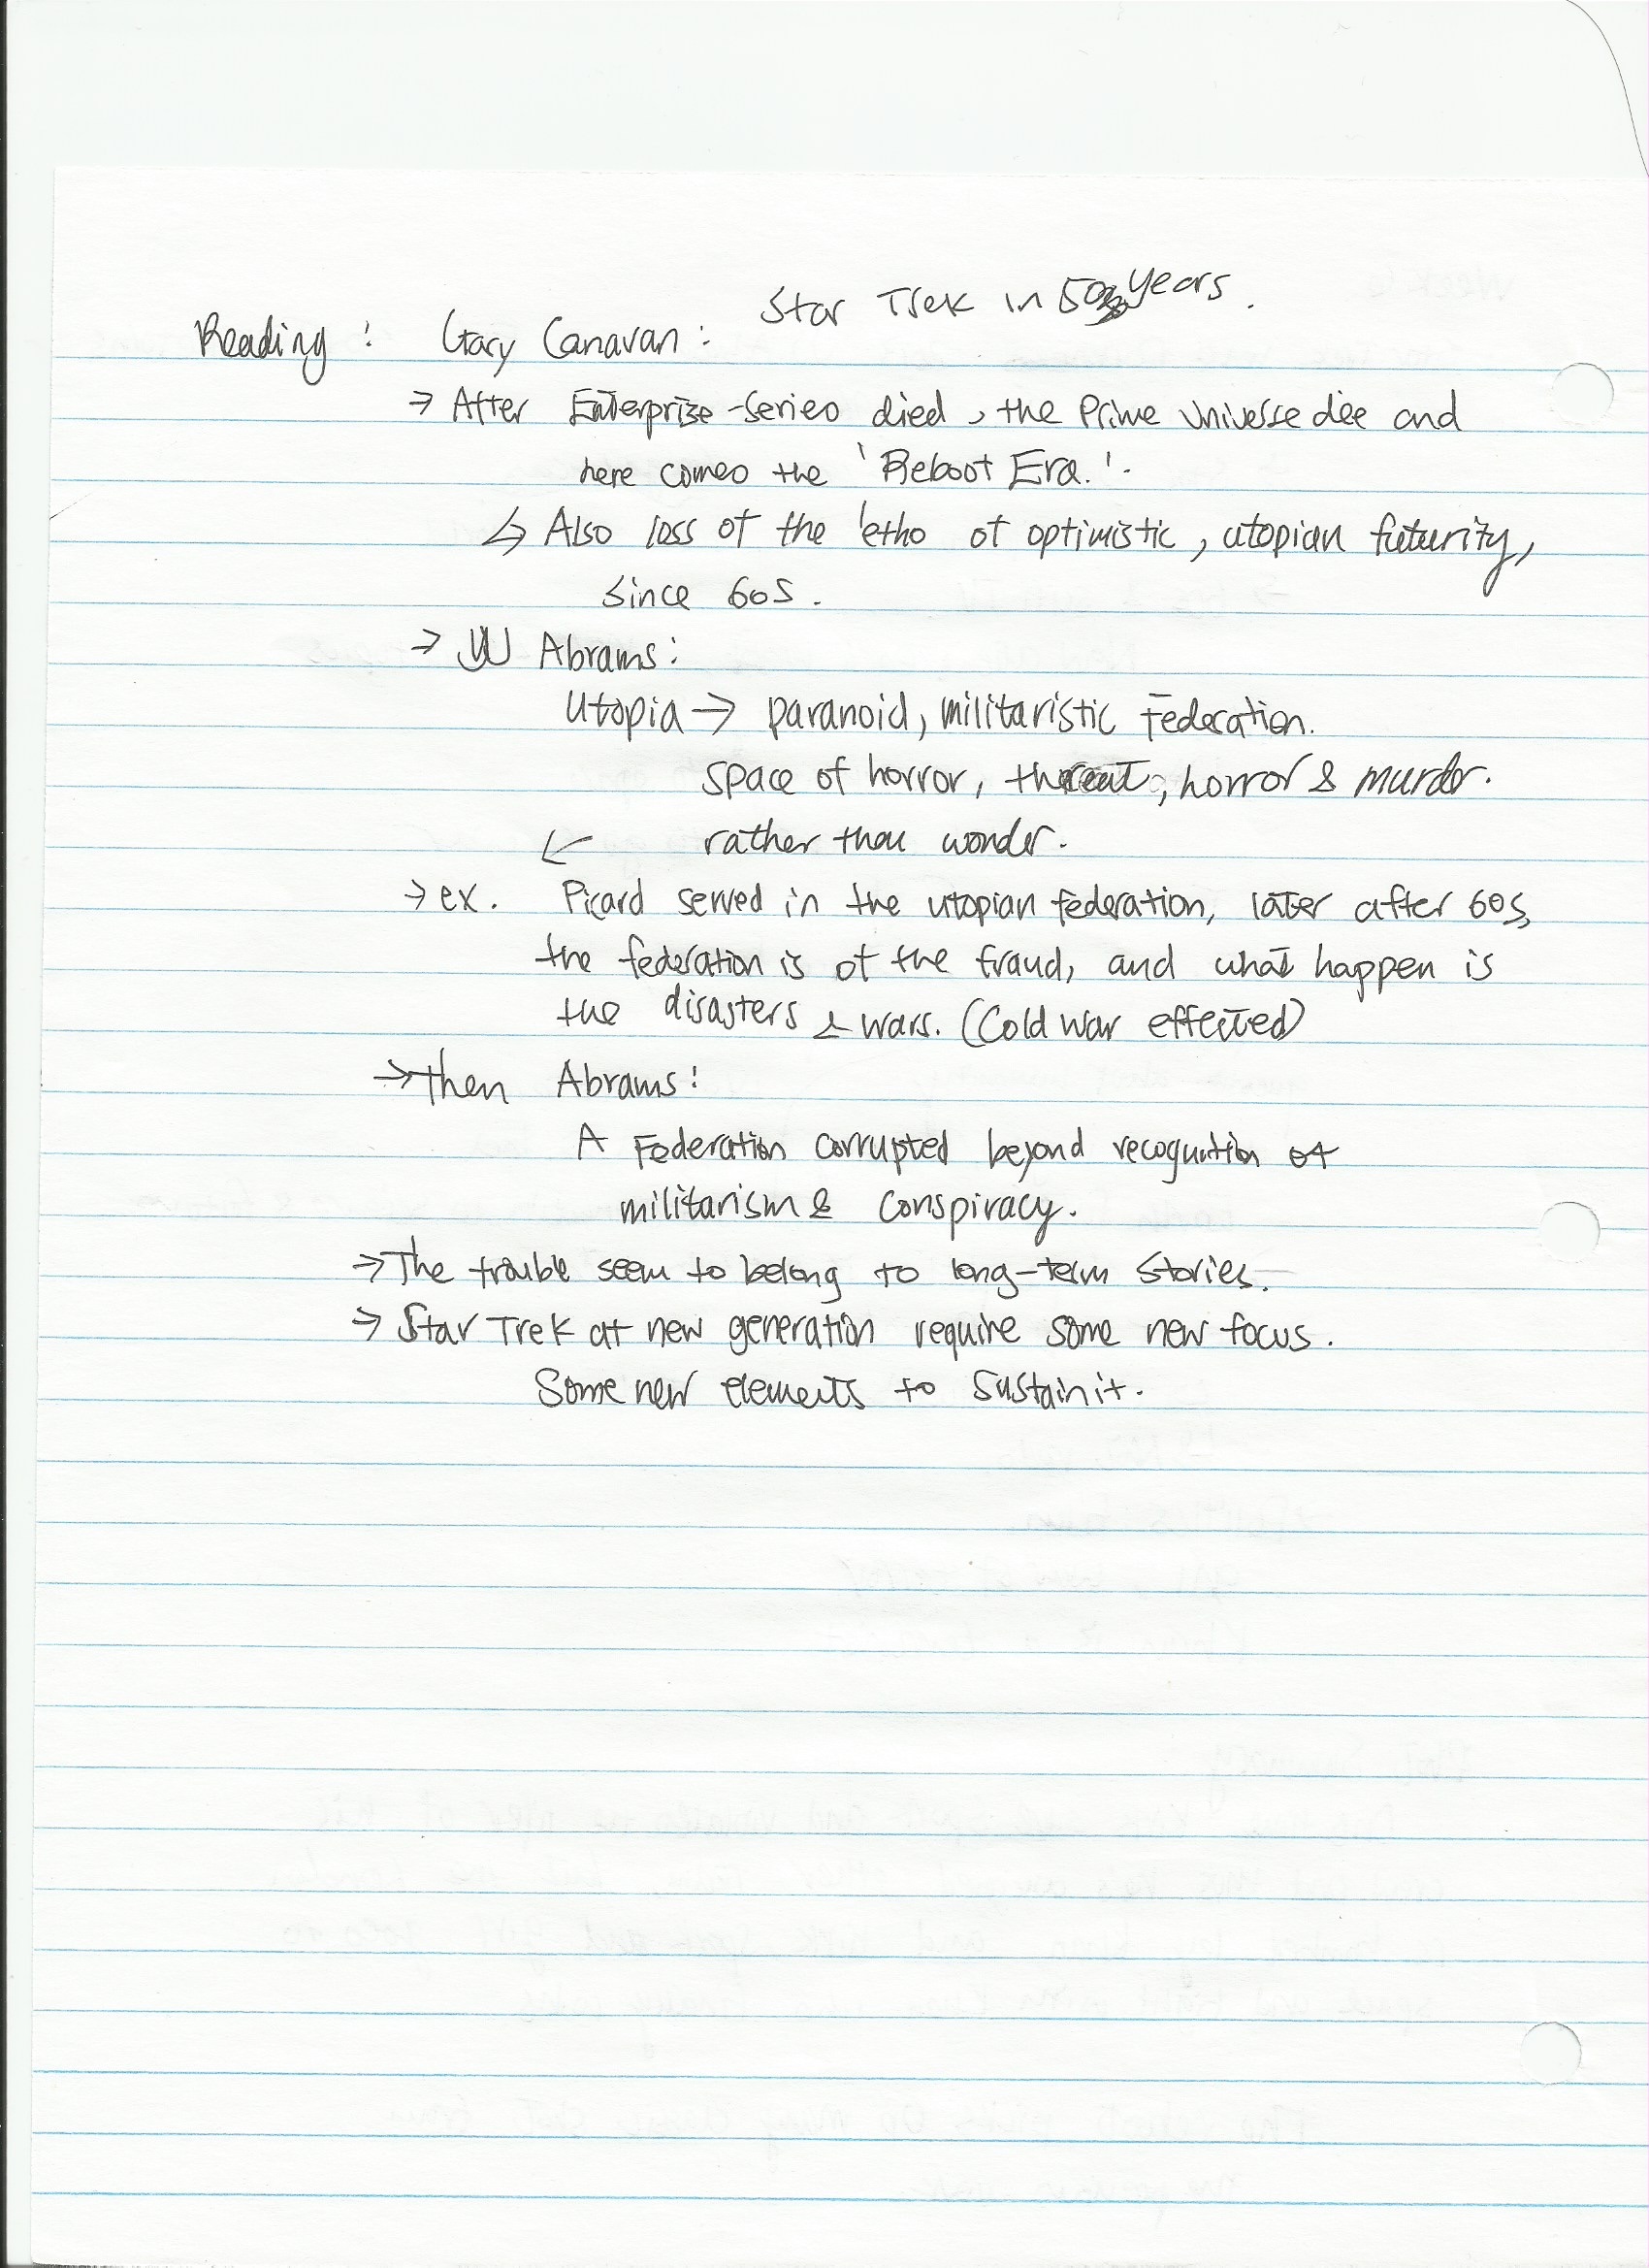 Star Trek in 50 years.
Reading : Gary Canavan :
→ After Enterprise-series died, the Prime Universe die and
here comes the 'Reboot Era.'.
↳ Also loss of the 'etho of optimistic, utopian futurity,
since 60s.
→ JJ Abrams :
Utopia → paranoid, militaristic Federation.
space of horror, threat, horror & murder.
← rather than wonder.
→ ex. Picard served in the utopian federation, later after 60s,
the federation is of the fraud, and what happen is
the disasters & wars. (Cold war effected)
→ then Abrams :
A Federation corrupted beyond recognition of
militarism & conspiracy.
→ The trouble seem to belong to long-term stories.
→ Star Trek at new generation require some new focus.
Some new elements to sustain it.